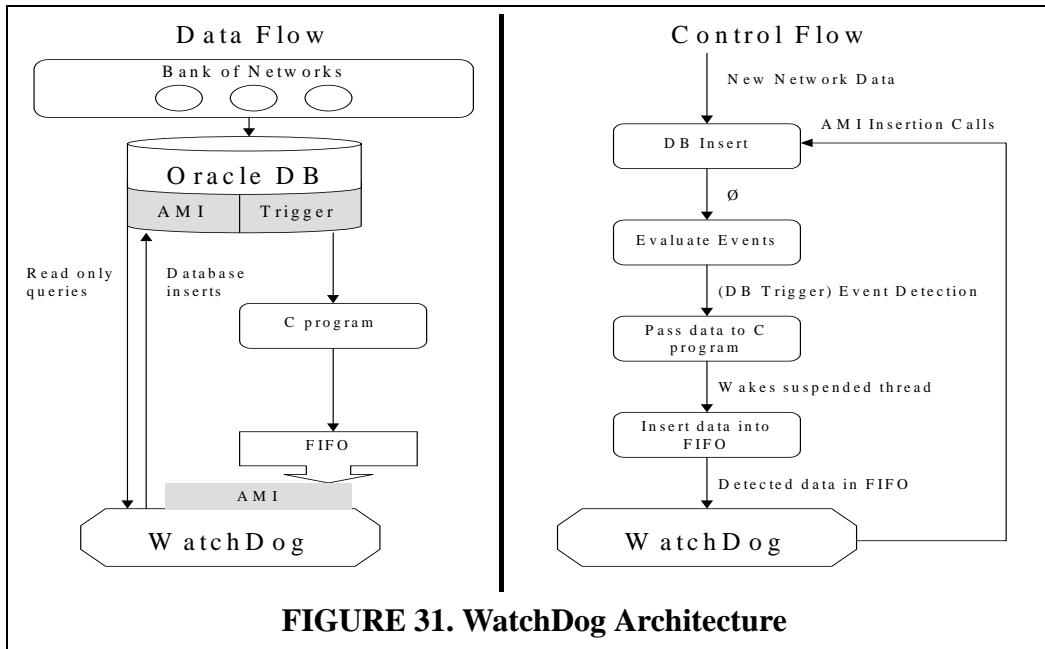 Data Flow
Bank of Networks
Oracle DB
AMI
Trigger
Read only
queries
Database
inserts
C program
FIFO
AMI
WatchDog
Control Flow
New Network Data
AMI Insertion Calls
DB Insert
Ø
Evaluate Events
(DB Trigger) Event Detection
Pass data to C
program
Wakes suspended thread
Insert data into
FIFO
Detected data in FIFO
WatchDog
FIGURE 31. WatchDog Architecture